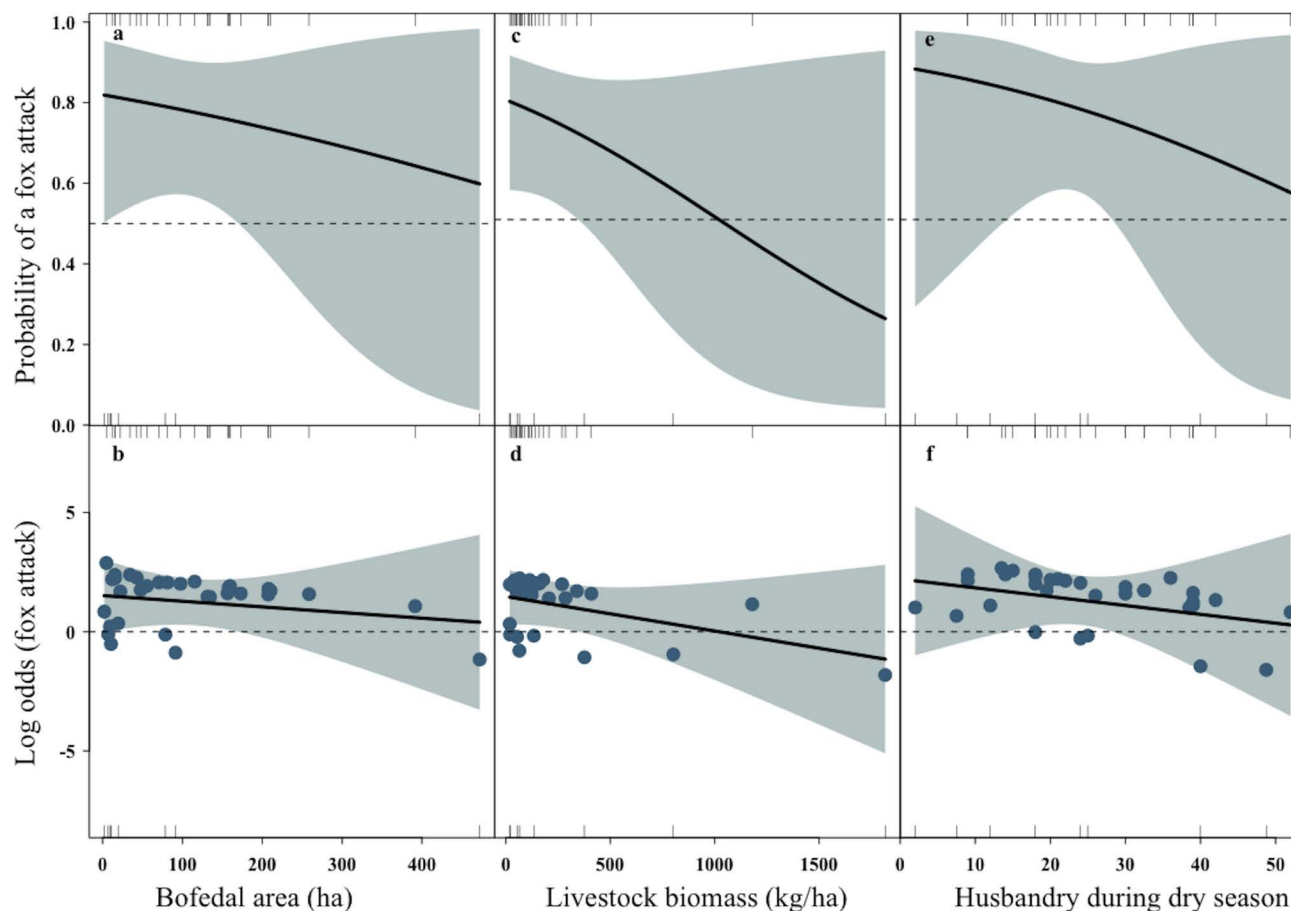 a
c
e
Probability of a fox attack
1.0
0.8
0.6
0.4
0.2
0.0
b
d
f
Log odds (fox attack)
5
0
-5
0 100 200 300 400
0 500 1000 1500
0 10 20 30 40 50
Bofedal area (ha)
Livestock biomass (kg/ha)
Husbandry during dry season